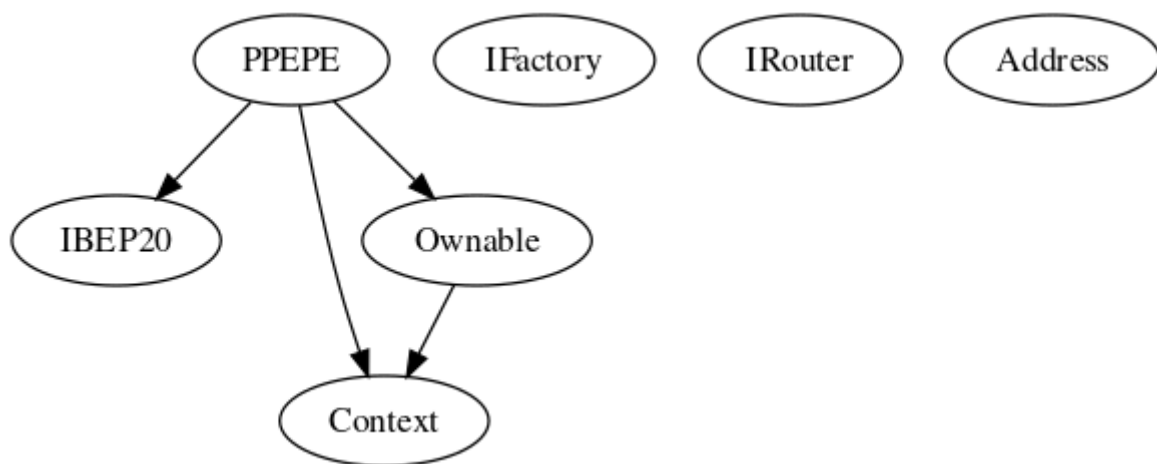 PPEPE
IFactory
IRouter
Address
IBEP20
Ownable
Context